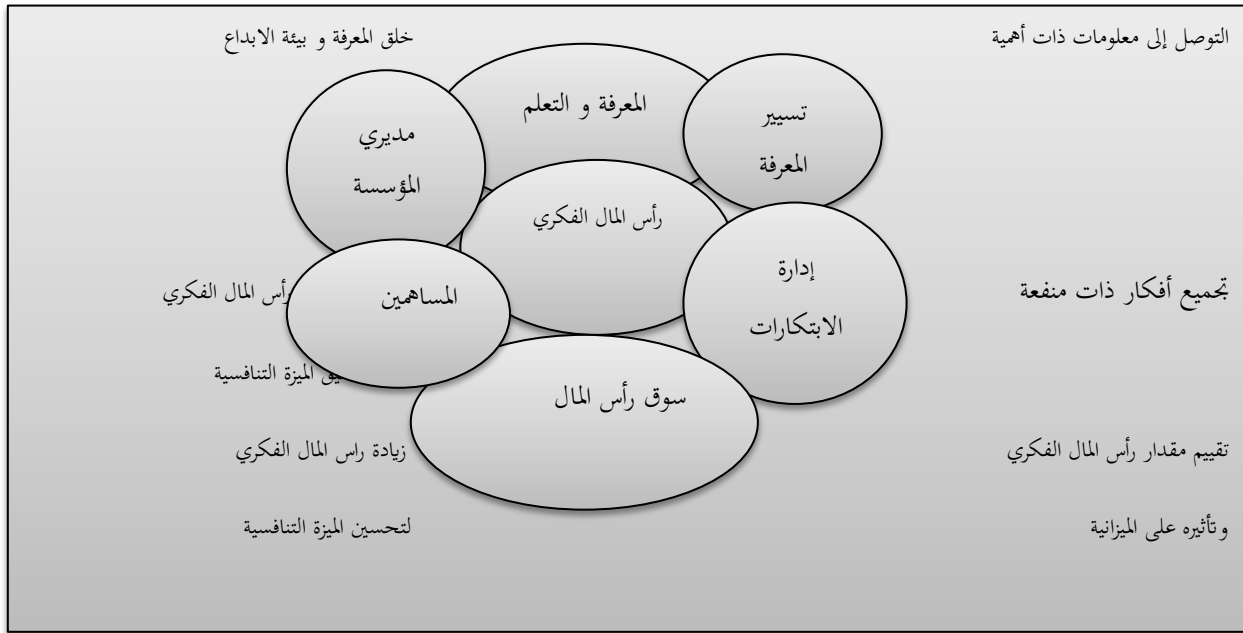 التوصل إلى معلومات ذات أهمية
خلق المعرفة و بيئة الابداع
المعرفة و التعلم
تسيير
المعرفة
مديري
المؤسسة
رأس المال الفكري
إدارة
الابتكارات
تجميع أفكار ذات منفعة
المساهمين
رأس المال الفكري
الميزة التنافسية
سوق رأس المال
تقييم مقدار رأس المال الفكري
زيادة راس المال الفكري
وتأثيره على الميزانية
لتحسين الميزة التنافسية